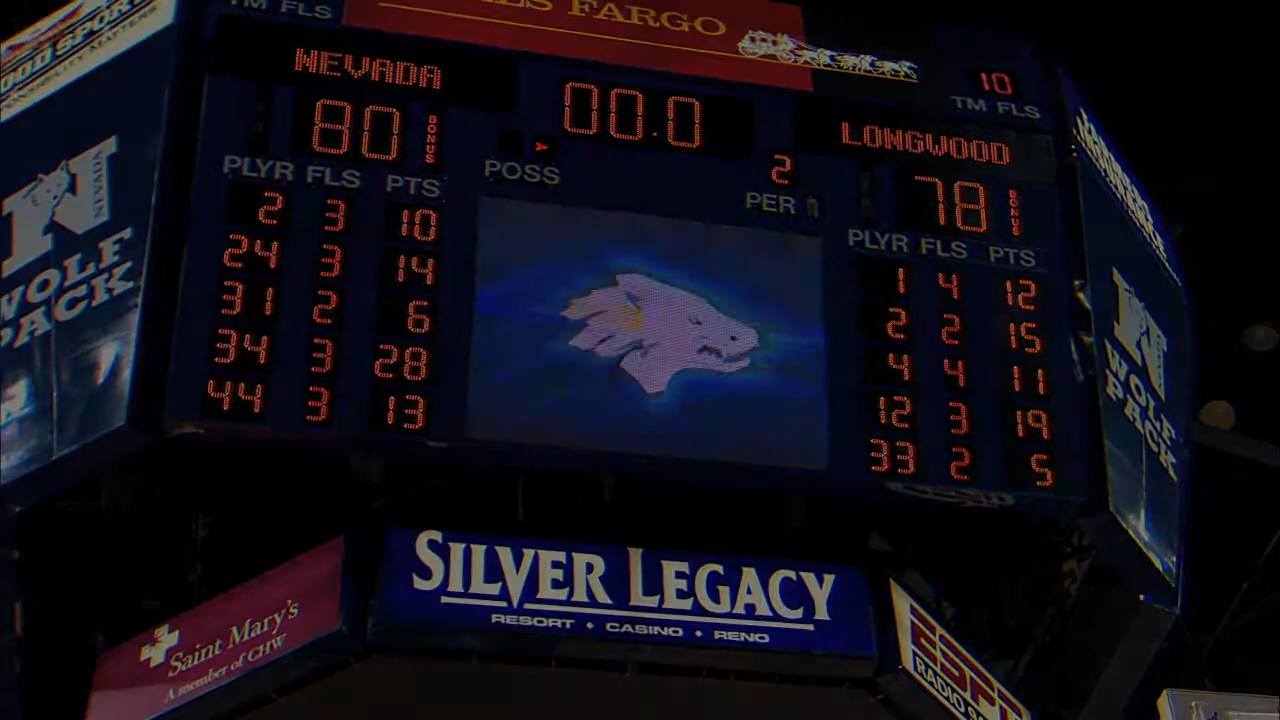 FARGO
TM FLS
10
TM FLS
NEVADA
80
BONUS
00.0
LONGWOOD
78
BONUS
POSS
2
PER
PLYR FLS PTS
2 3 10
24 3 14
31 2 6
34 3 28
44 3 13
PLYR FLS PTS
1 4 12
2 2 15
4 4 11
12 3 19
33 2 5
MATTERS
N
NEVADA
WOLF
PACK
N
WOLF
PACK
SILVER LEGACY
RESORT • CASINO • RENO
Saint Mary's
A member of CHW
ESPN
RADIO